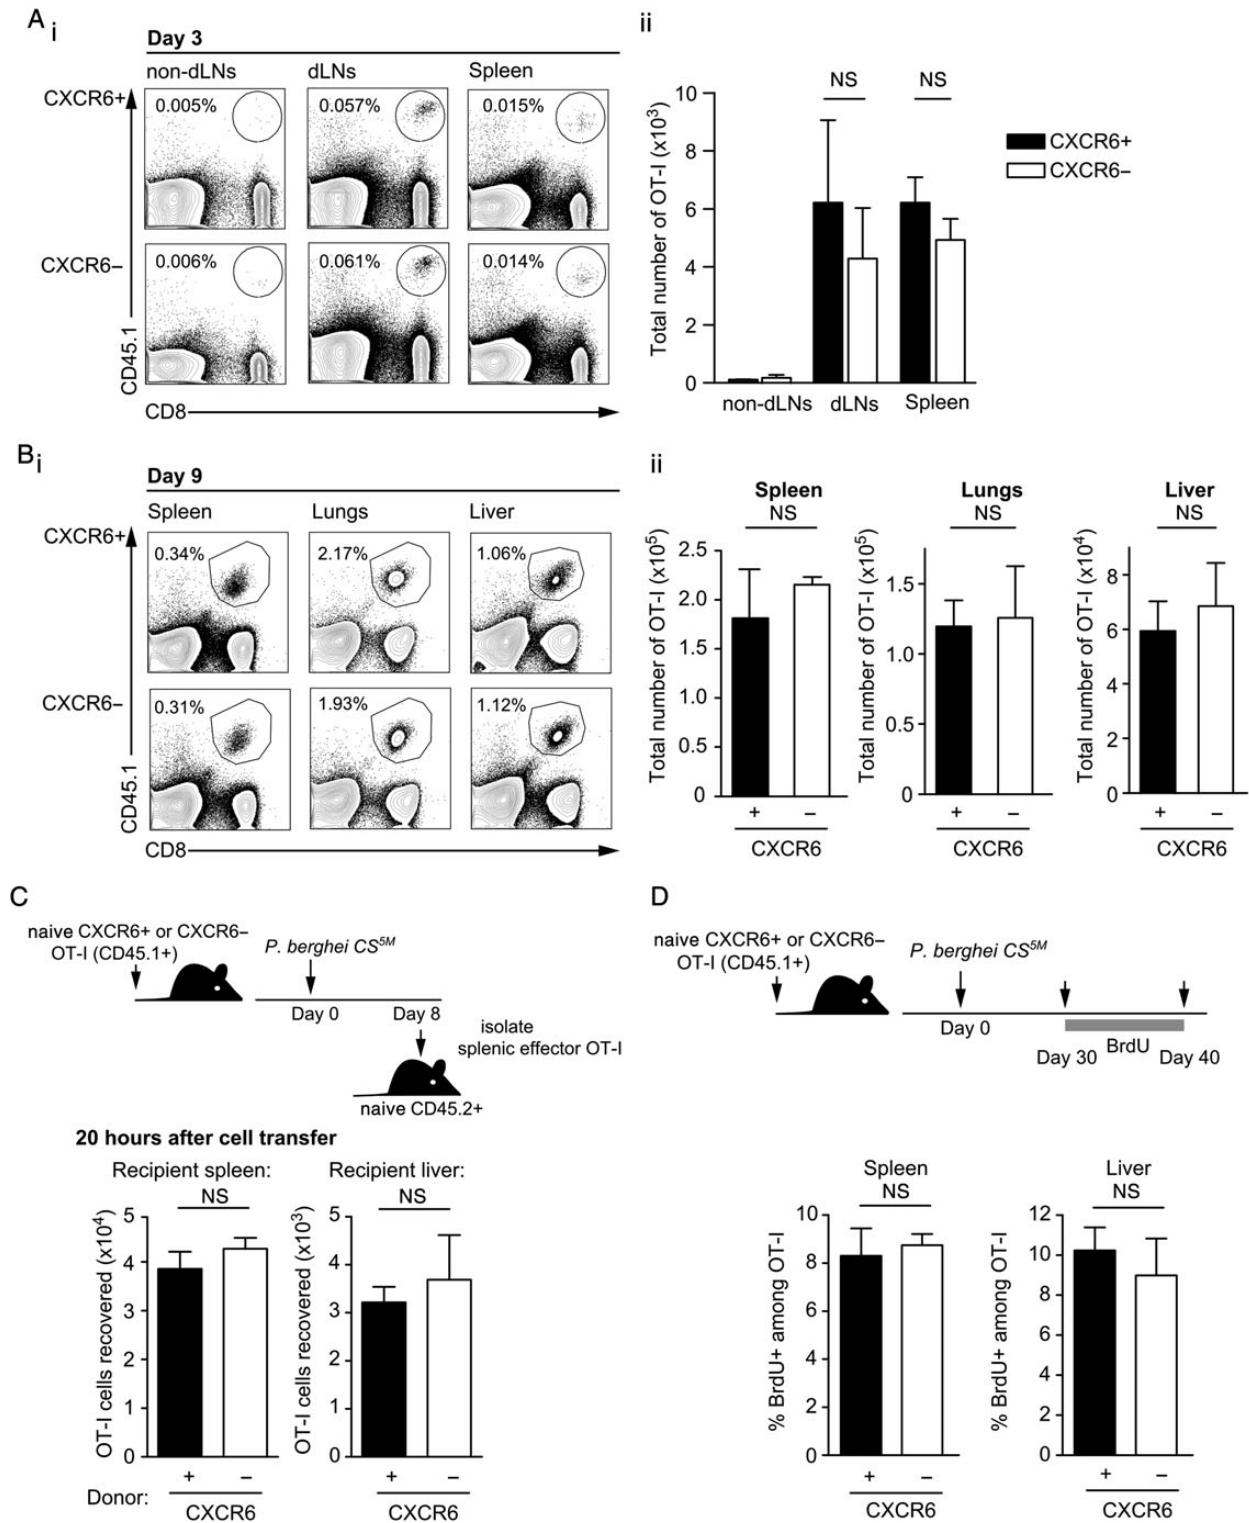 A i
Day 3
non-dLNs dLNs Spleen
CXCR6+
0.005% 0.057% 0.015%
CXCR6–
0.006% 0.061% 0.014%
CD45.1
CD8
ii
NS NS
Total number of OT-I (x10³)
10
8
6
4
2
0
non-dLNs dLNs Spleen
CXCR6+
CXCR6–
B i
Day 9
Spleen Lungs Liver
CXCR6+
0.34% 2.17% 1.06%
CXCR6–
0.31% 1.93% 1.12%
CD45.1
CD8
ii
Spleen
NS
Total number of OT-I (x10⁵)
2.5
2.0
1.5
1.0
0.5
0
+ –
CXCR6
Lungs
NS
Total number of OT-I (x10⁵)
1.5
1.0
0.5
0
+ –
CXCR6
Liver
NS
Total number of OT-I (x10⁴)
8
6
4
2
0
+ –
CXCR6
C
naive CXCR6+ or CXCR6–
OT-I (CD45.1+)
P. berghei CS⁵ᴹ
Day 0 Day 8
isolate
splenic effector OT-I
naive CD45.2+
20 hours after cell transfer
Recipient spleen:
NS
OT-I cells recovered (x10⁴)
5
4
3
2
1
0
+ –
Donor:
CXCR6
Recipient liver:
NS
OT-I cells recovered (x10³)
5
4
3
2
1
0
+ –
CXCR6
D
naive CXCR6+ or CXCR6–
OT-I (CD45.1+)
P. berghei CS⁵ᴹ
Day 0
BrdU
Day 30 Day 40
Spleen
NS
% BrdU+ among OT-I
10
8
6
4
2
0
+ –
CXCR6
Liver
NS
% BrdU+ among OT-I
12
10
8
6
4
2
0
+ –
CXCR6